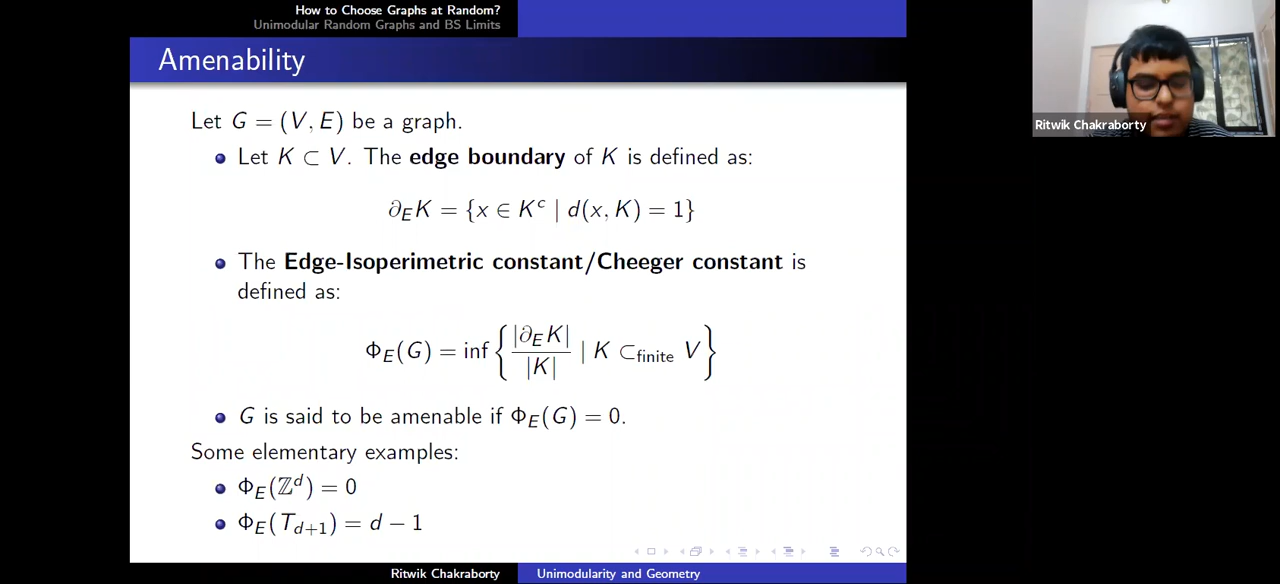 How to Choose Graphs at Random?
Unimodular Random Graphs and BS Limits
Amenability
Let G = (V, E) be a graph.
Let K ⊂ V. The edge boundary of K is defined as:
∂_E K = {x ∈ K^c | d(x, K) = 1}
The Edge-Isoperimetric constant/Cheeger constant is
defined as:
Φ_E(G) = inf { |∂_E K| / |K| | K ⊂_finite V }
G is said to be amenable if Φ_E(G) = 0.
Some elementary examples:
Φ_E(ℤ^d) = 0
Φ_E(T_{d+1}) = d − 1
Ritwik Chakraborty
Unimodularity and Geometry
Ritwik Chakraborty